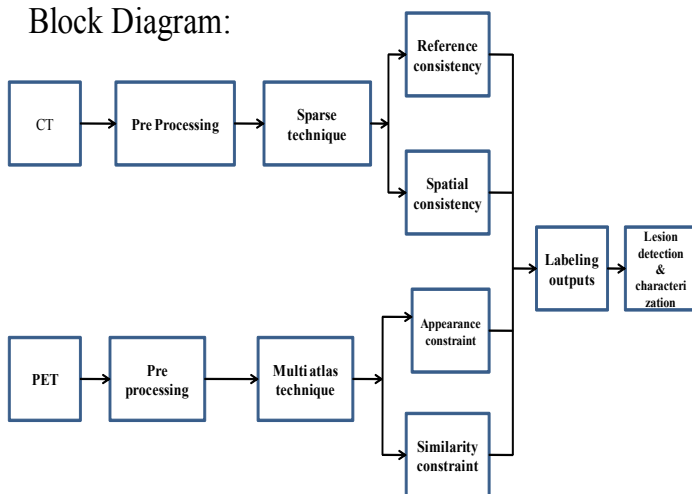 Block Diagram:
Reference
consistency
CT
Pre Processing
Sparse
technique
Spatial
consistency
Labeling
outputs
Lesion
detection
&
characteri
zation
Appearance
constraint
PET
Pre
processing
Multi atlas
technique
Similarity
constraint